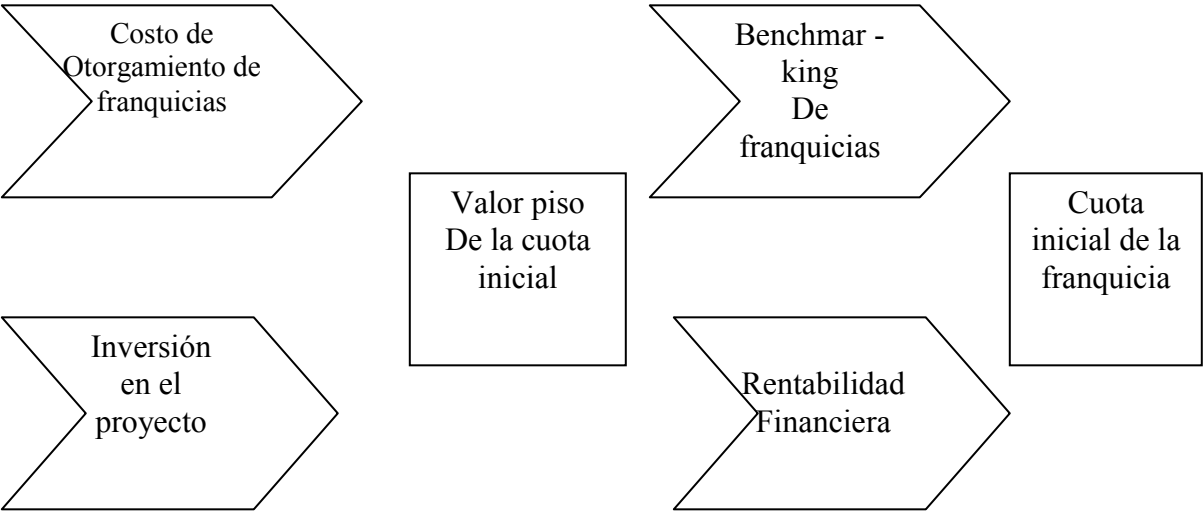 Costo de
Otorgamiento de
franquicias
Benchmar -
king
De
franquicias
Valor piso
De la cuota
inicial
Cuota
inicial de la
franquicia
Inversión
en el
proyecto
Rentabilidad
Financiera